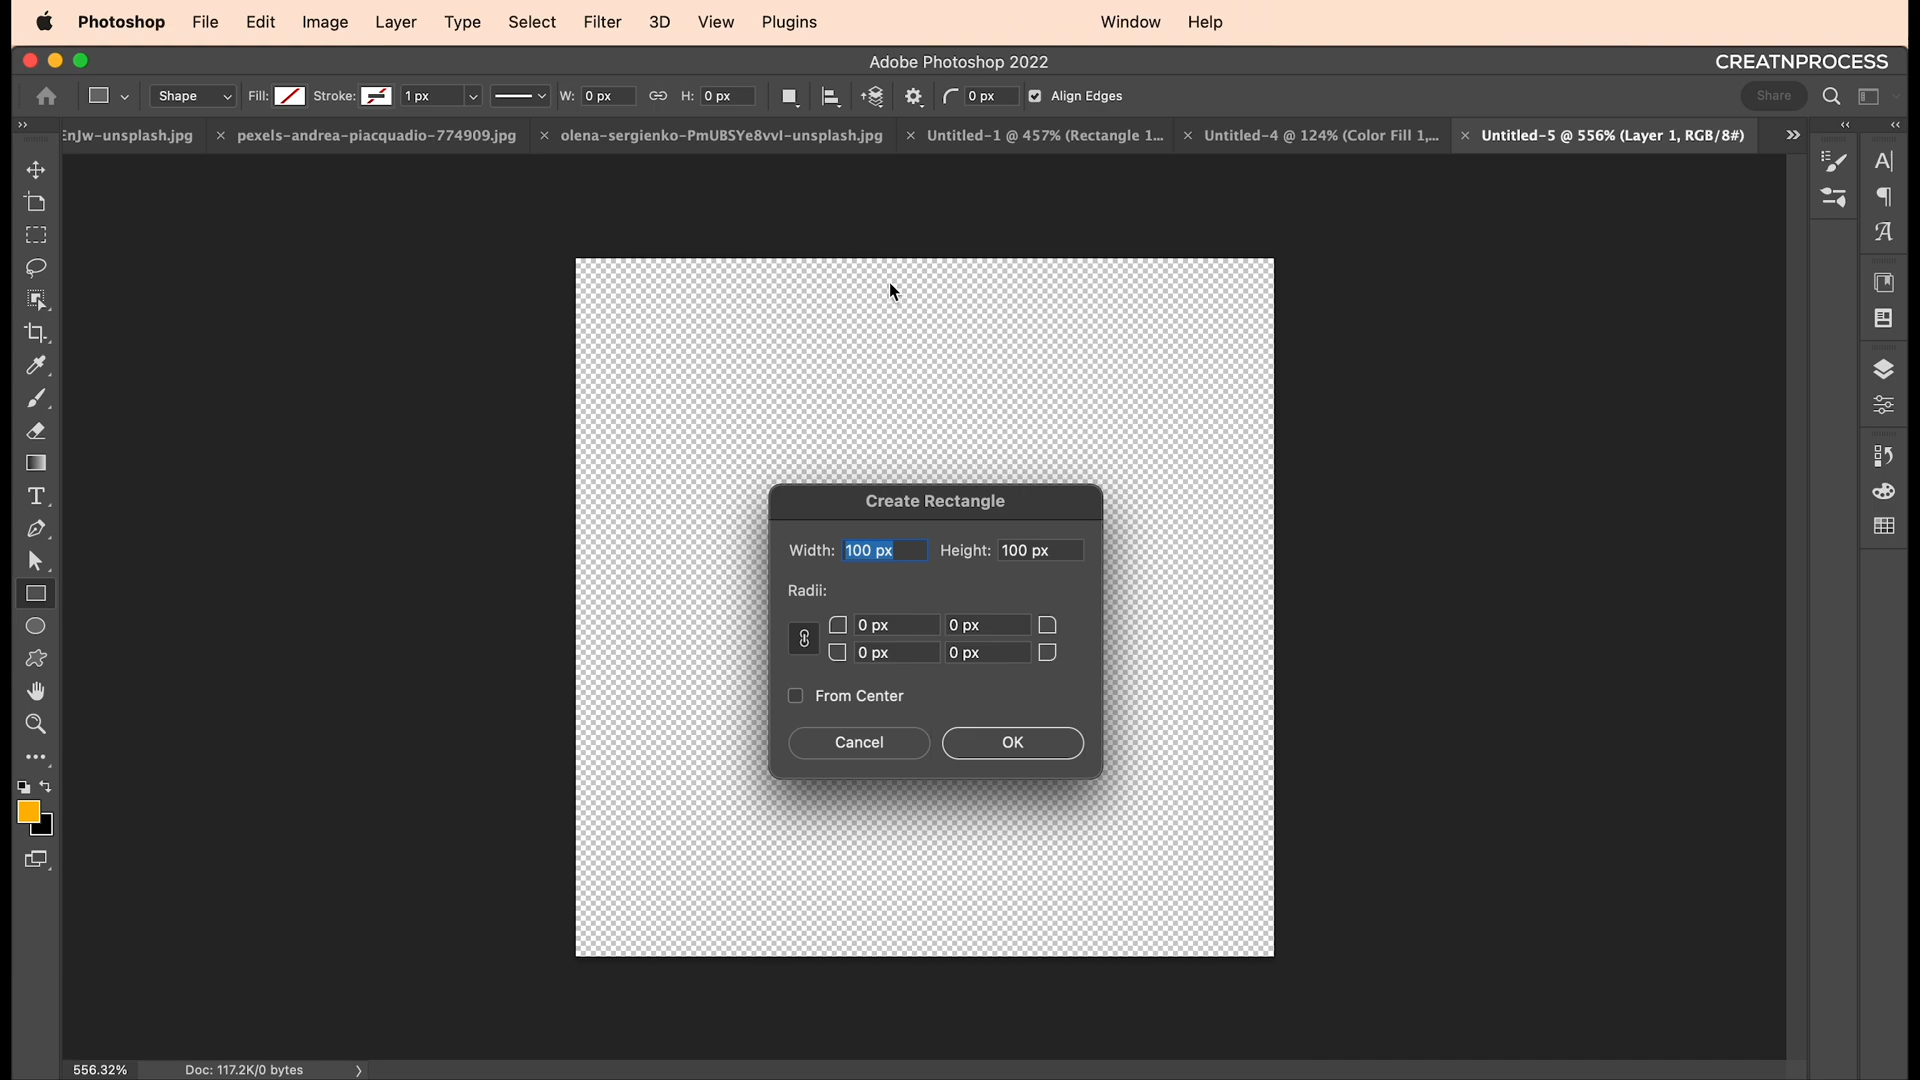 Photoshop File Edit Image Layer Type Select Filter 3D View Plugins Window Help
Adobe Photoshop 2022
CREATNPROCESS
Shape Fill: Stroke: 1 px W: 0 px H: 0 px 0 px Align Edges Share
EnJw-unsplash.jpg × pexels-andrea-piacquadio-774909.jpg × olena-sergienko-PmUBSYe8vvI-unsplash.jpg × Untitled-1 @ 457% (Rectangle 1... × Untitled-4 @ 124% (Color Fill 1,... × Untitled-5 @ 556% (Layer 1, RGB/8#)
Create Rectangle
Width: 100 px Height: 100 px
Radii:
0 px 0 px
0 px 0 px
From Center
Cancel OK
556.32% Doc: 117.2K/0 bytes